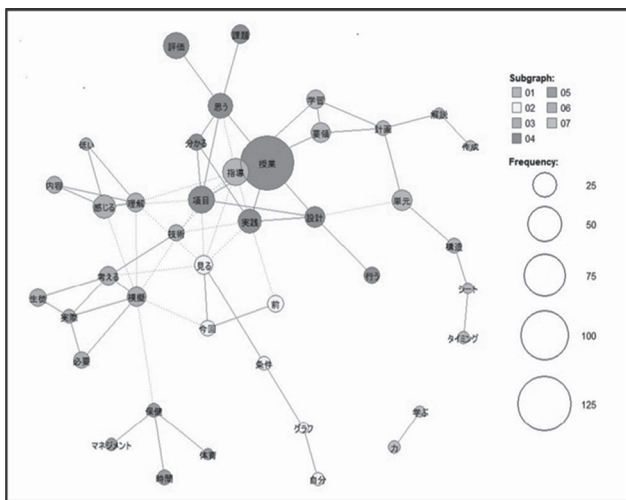 課題
評価
思う
学習
解説
要領
計画
作成
低い
分かる
授業
指導
内容
理解
項目
単元
感じる
実践
設計
技術
構造
見る
行う
考える
シート
生徒
模擬
前
実際
今回
タイミング
必要
条件
保健
学ぶ
グラフ
マネジメント
力
体育
時間
自分
Subgraph:
01 05
02 06
03 07
04
Frequency:
25
50
75
100
125